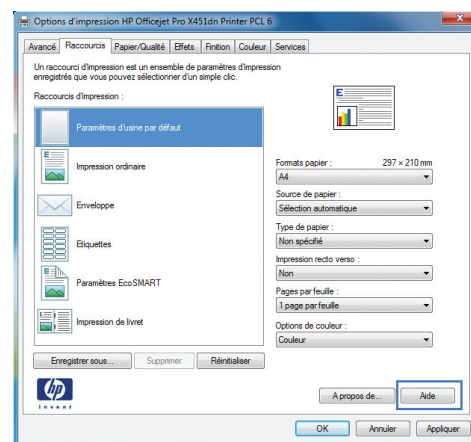 Options d'impression HP Officejet Pro X451dn Printer PCL 6
Avancé Raccourcis Papier/Qualité Effets Finition Couleur Services
Un raccourci d'impression est un ensemble de paramètres d'impression
enregistrés que vous pouvez sélectionner d'un simple clic.
Raccourcis d'impression :
Paramètres d'usine par défaut
Impression ordinaire
Enveloppe
Etiquettes
Paramètres EcoSMART
Impression de livret
Formats papier : 297 × 210 mm
A4
Source de papier :
Sélection automatique
Type de papier :
Non spécifié
Impression recto verso :
Non
Pages par feuille :
1 page par feuille
Options de couleur :
Couleur
Enregistrer sous... Supprimer Réinitialiser
hp
invent
A propos de... Aide
OK Annuler Appliquer